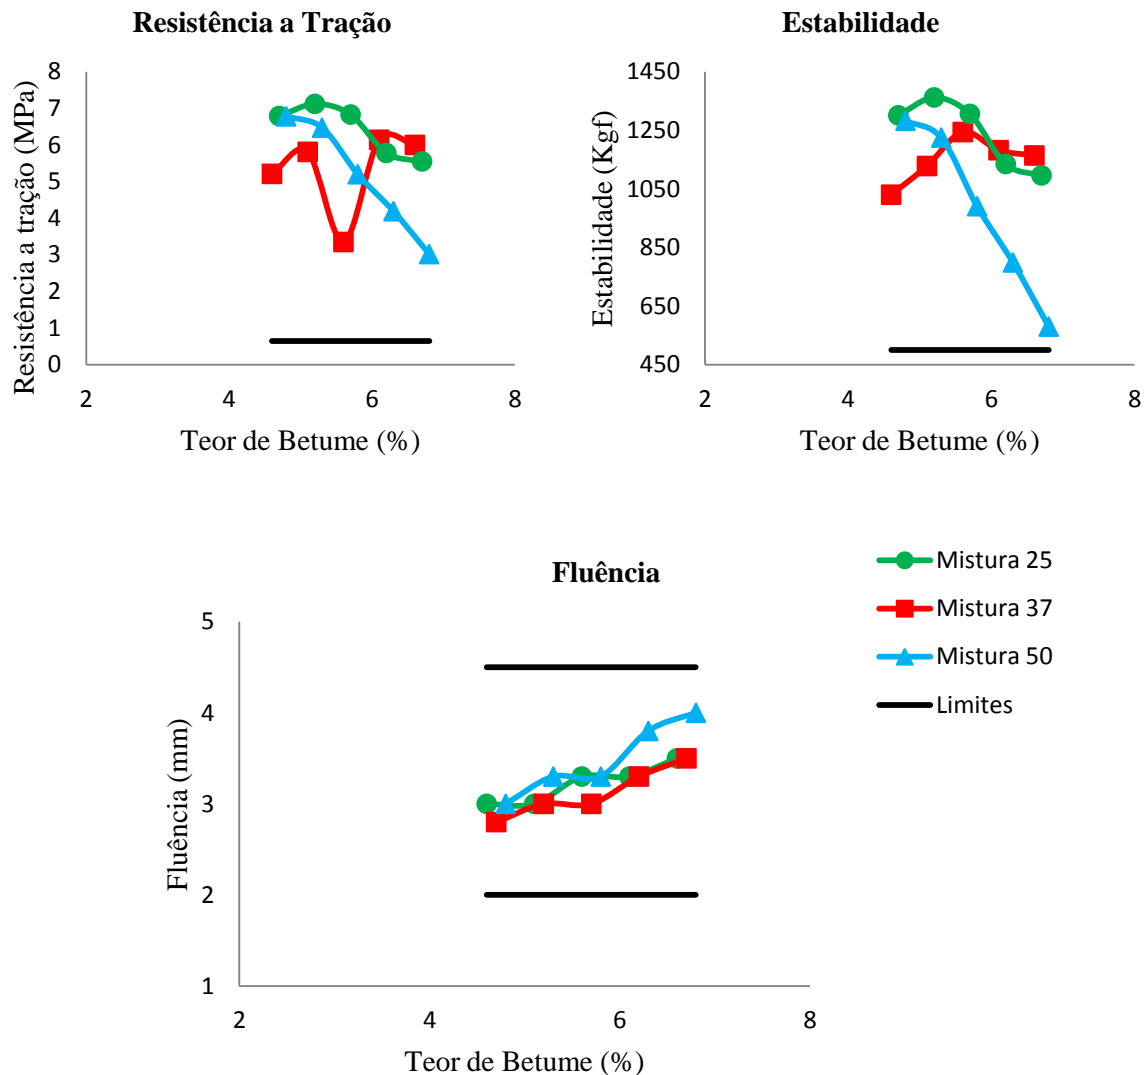 Resistência a Tração
Resistência a tração (MPa)
8
7
6
5
4
3
2
1
0
2 4 6 8
Teor de Betume (%)
Estabilidade
Estabilidade (Kgf)
1450
1250
1050
850
650
450
2 4 6 8
Teor de Betume (%)
Fluência
Fluência (mm)
5
4
3
2
1
2 4 6 8
Teor de Betume (%)
Mistura 25
Mistura 37
Mistura 50
Limites